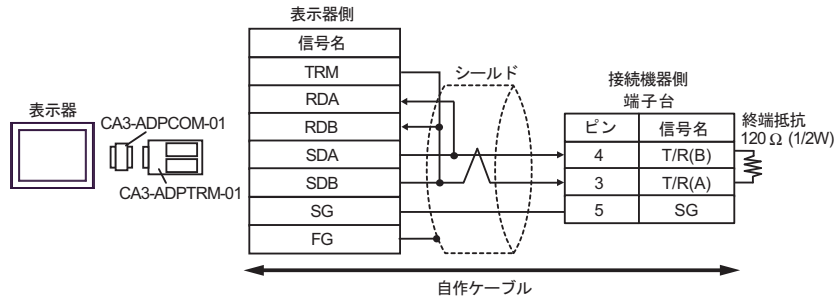 表示器側
信号名
TRM
RDA
RDB
SDA
SDB
SG
FG
シールド
接続機器側
端子台
ピン 信号名
4 T/R(B)
3 T/R(A)
5 SG
終端抵抗
120 Ω (1/2W)
表示器
CA3-ADPCOM-01
CA3-ADPTRM-01
自作ケーブル